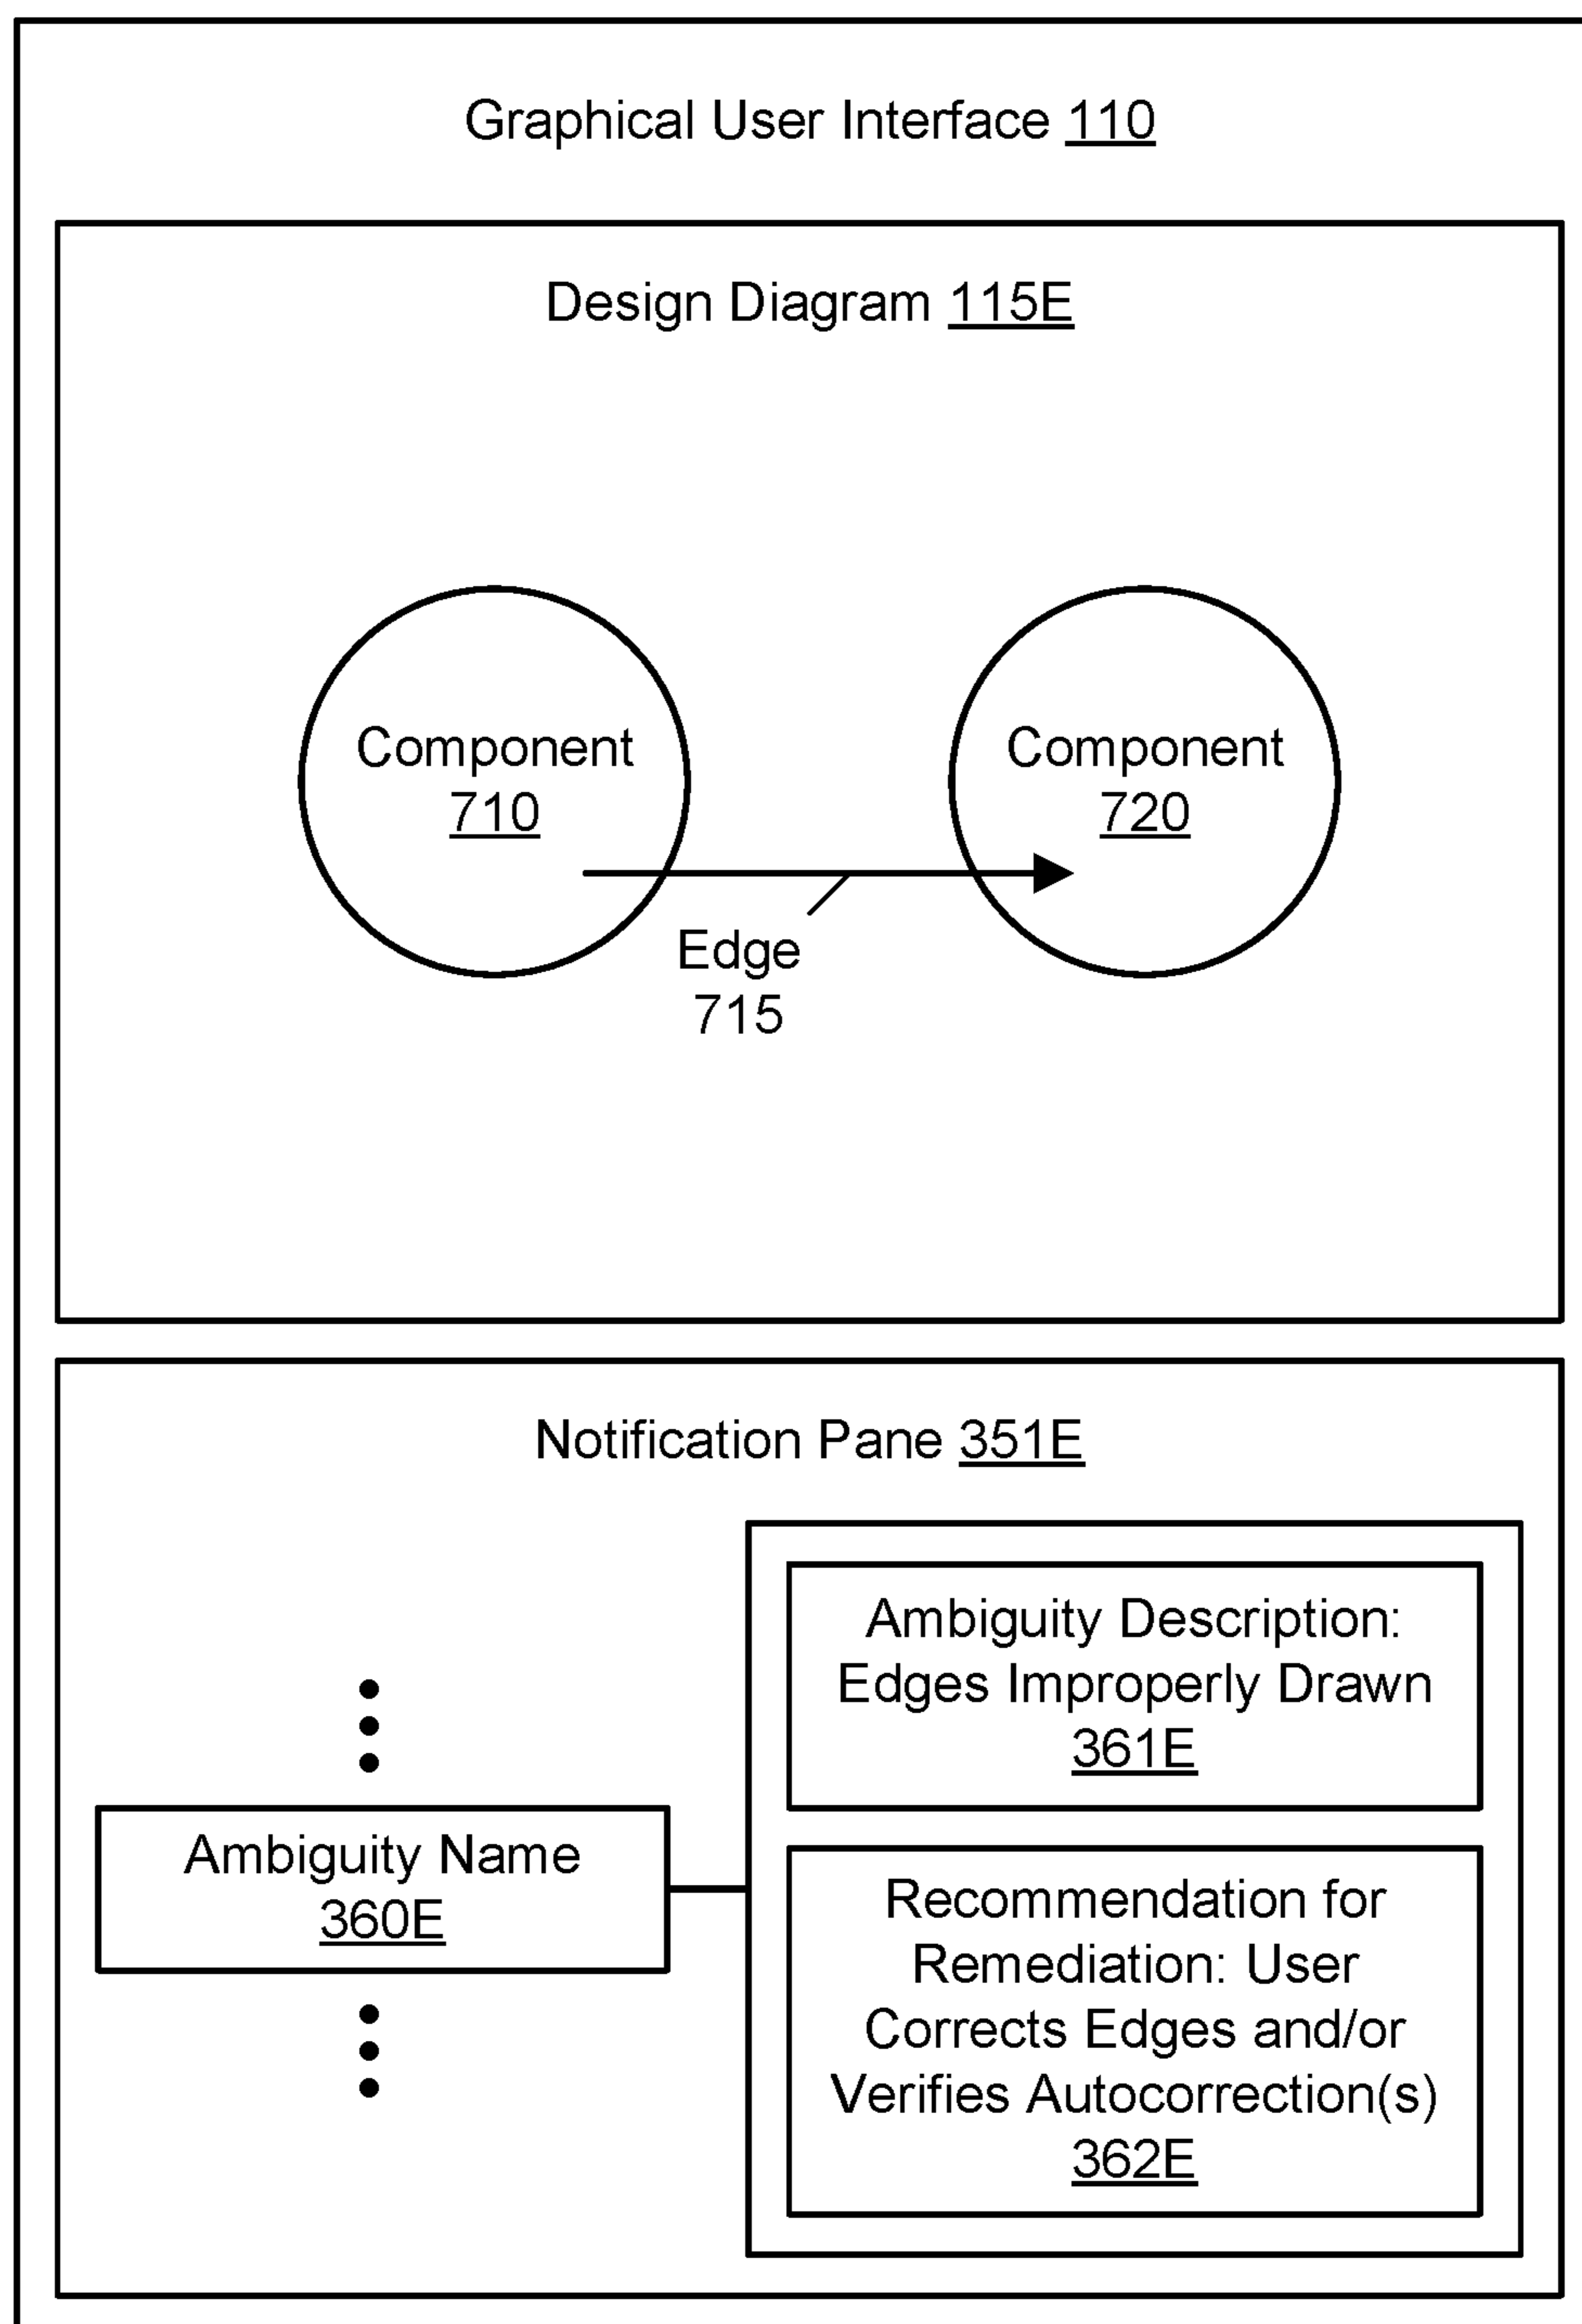 Graphical User Interface 110
Design Diagram 115E
Component
710
Component
720
Edge
715
Notification Pane 351E
Ambiguity Name
360E
Ambiguity Description:
Edges Improperly Drawn
361E
Recommendation for
Remediation: User
Corrects Edges and/or
Verifies Autocorrection(s)
362E